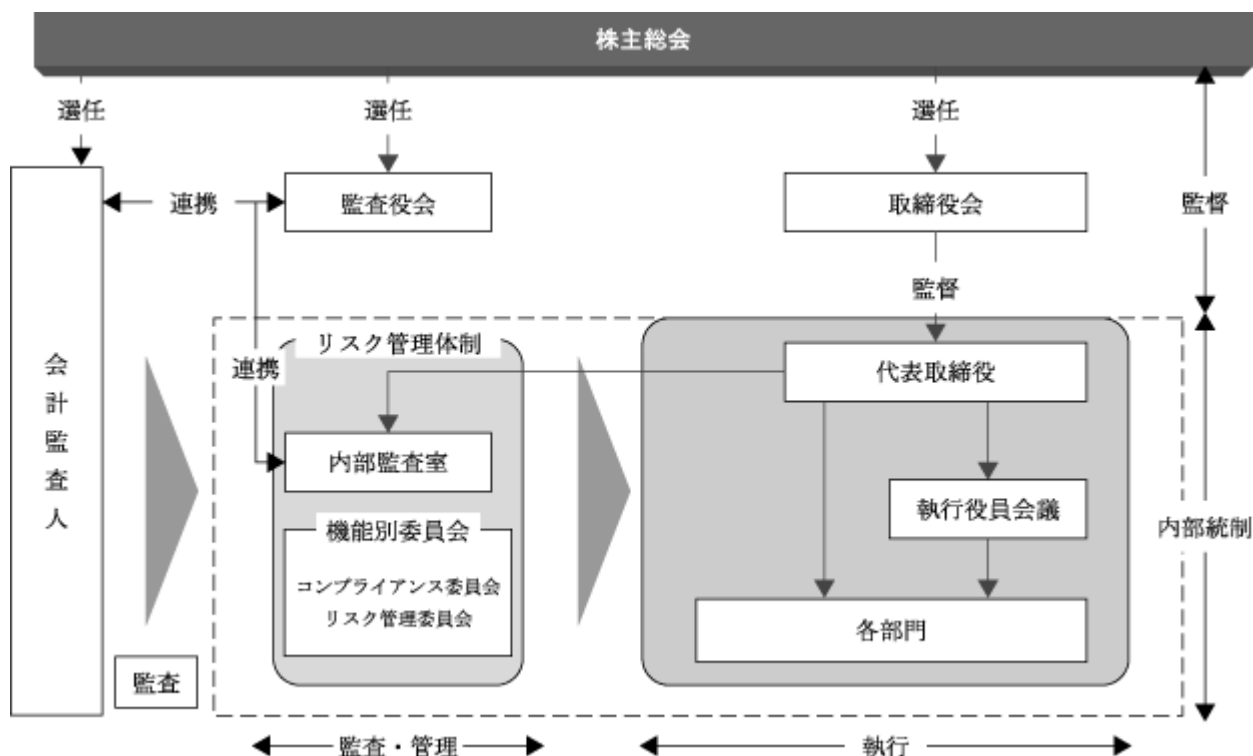 株主総会
選任
選任
選任
連携
監査役会
取締役会
監督
監督
会計監査人
リスク管理体制
連携
代表取締役
内部監査室
執行役員会議
内部統制
機能別委員会
コンプライアンス委員会
リスク管理委員会
各部門
監査
監査・管理
執行